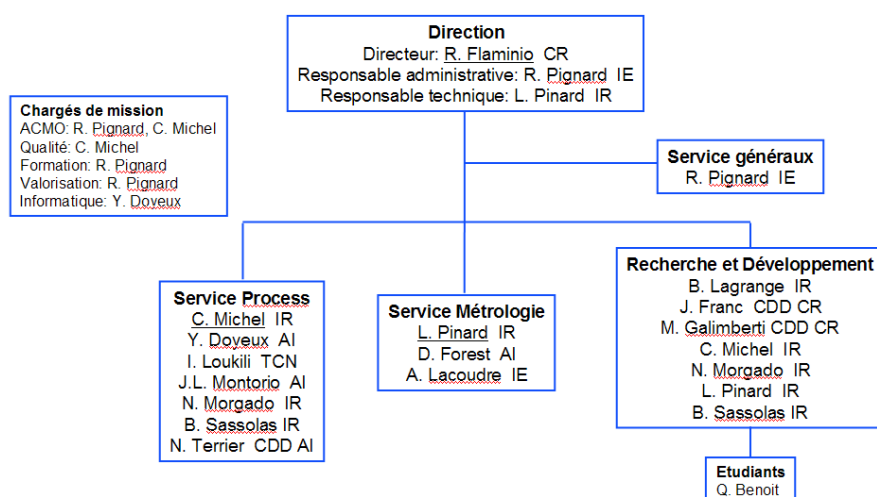 Direction
Directeur: R. Flaminio CR
Responsable administrative: R. Pignard IE
Responsable technique: L. Pinard IR
Chargés de mission
ACMO: R. Pignard, C. Michel
Qualité: C. Michel
Formation: R. Pignard
Valorisation: R. Pignard
Informatique: Y. Doveux
Service généraux
R. Pignard IE
Service Process
C. Michel IR
Y. Doveux AI
I. Loukili TCN
J.L. Montorio AI
N. Morgado IR
B. Sassolas IR
N. Terrier CDD AI
Service Métrologie
L. Pinard IR
D. Forest AI
A. Lacoudre IE
Recherche et Développement
B. Lagrange IR
J. Franc CDD CR
M. Galimberti CDD CR
C. Michel IR
N. Morgado IR
L. Pinard IR
B. Sassolas IR
Etudiants
Q. Benoit